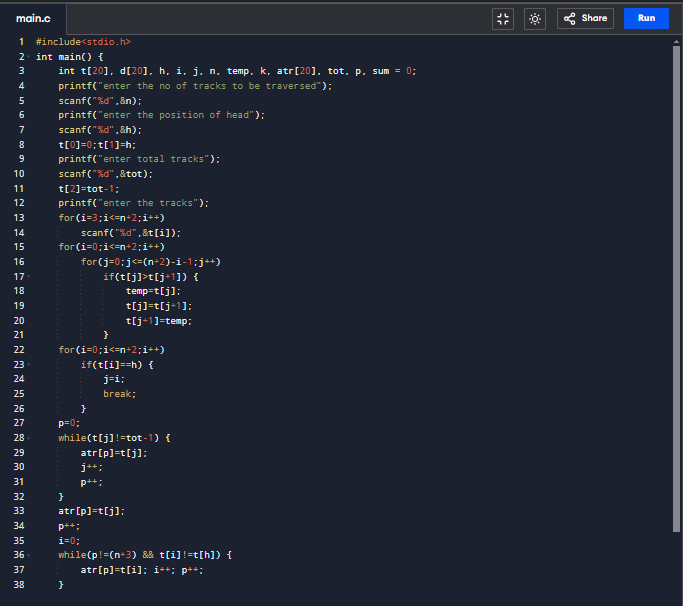 main.c
Share
Run
1 #include<stdio.h>
2 int main() {
3 int t[20], d[20], h, i, j, n, temp, k, atr[20], tot, p, sum = 0;
4 printf("enter the no of tracks to be traversed");
5 scanf("%d",&n);
6 printf("enter the position of head");
7 scanf("%d",&h);
8 t[0]=0;t[1]=h;
9 printf("enter total tracks");
10 scanf("%d",&tot);
11 t[2]=tot-1;
12 printf("enter the tracks");
13 for(i=3;i<=n+2;i++)
14 scanf("%d",&t[i]);
15 for(i=0;i<=n+2;i++)
16 for(j=0;j<=(n+2)-i-1;j++)
17 if(t[j]>t[j+1]) {
18 temp=t[j];
19 t[j]=t[j+1];
20 t[j+1]=temp;
21 }
22 for(i=0;i<=n+2;i++)
23 if(t[i]==h) {
24 j=i;
25 break;
26 }
27 p=0;
28 while(t[j]!=tot-1) {
29 atr[p]=t[j];
30 j++;
31 p++;
32 }
33 atr[p]=t[j];
34 p++;
35 i=0;
36 while(p!=(n+3) && t[i]!=t[h]) {
37 atr[p]=t[i]; i++; p++;
38 }